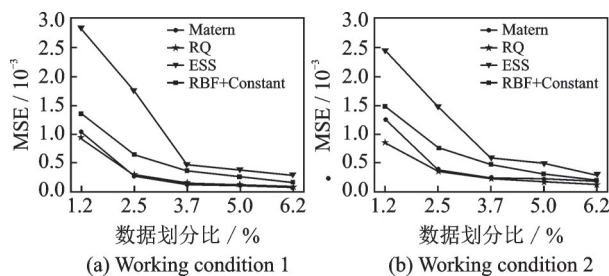 3.0
2.5
2.0
1.5
1.0
0.5
0.0
MSE / 10⁻³
Matern
RQ
ESS
RBF+Constant
1.2 2.5 3.7 5.0 6.2
数据划分比 / %
(a) Working condition 1
3.0
2.5
2.0
1.5
1.0
0.5
0.0
MSE / 10⁻³
Matern
RQ
ESS
RBF+Constant
1.2 2.5 3.7 5.0 6.2
数据划分比 / %
(b) Working condition 2